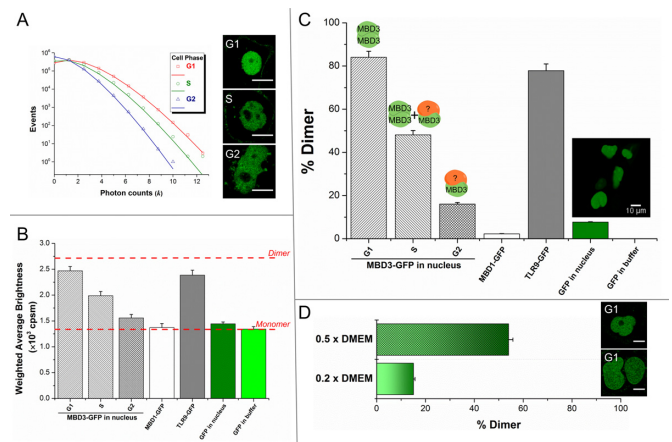 A
10⁶
10⁵
10⁴
10³
10²
10¹
10⁰
Events
0
2
4
6
8
10
12
Photon counts (k)
Cell Phase
G1
S
G2
G1
S
G2
B
3.0
2.5
2.0
1.5
1.0
0.5
0.0
Weighted Average Brightness
(×10³ cpsm)
Dimer
Monomer
G1
S
G2
MBD3-GFP in nucleus
MBD1-GFP
TLR9-GFP
GFP in nucleus
GFP in buffer
C
% Dimer
80
60
40
20
0
MBD3
MBD3
MBD3
MBD3
+
?
MBD3
?
MBD3
10 μm
G1
S
G2
MBD3-GFP in nucleus
MBD1-GFP
TLR9-GFP
GFP in nucleus
GFP in buffer
D
0.5 x DMEM
0.2 x DMEM
0
20
40
60
80
100
% Dimer
G1
G1